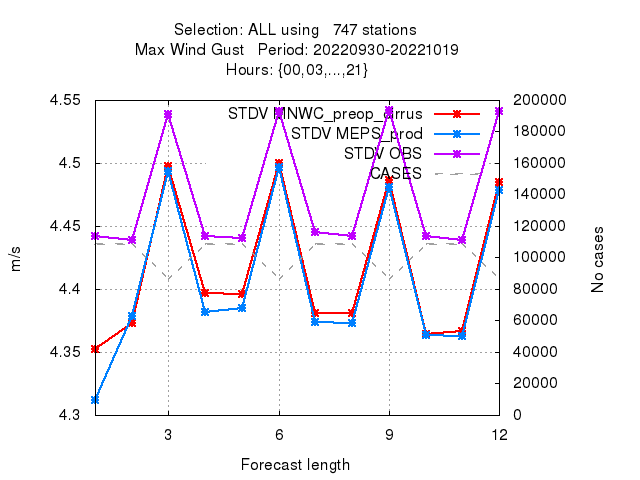 Selection: ALL using   747 stations
Max Wind Gust   Period: 20220930-20221019
Hours: {00,03,...,21}
STDV MNWC_preop_cirrus
STDV MEPS_prod
STDV OBS
CASES
m/s
4.55
4.5
4.45
4.4
4.35
4.3
200000
180000
160000
140000
120000
100000
80000
60000
40000
20000
0
No cases
3 6 9 12
Forecast length